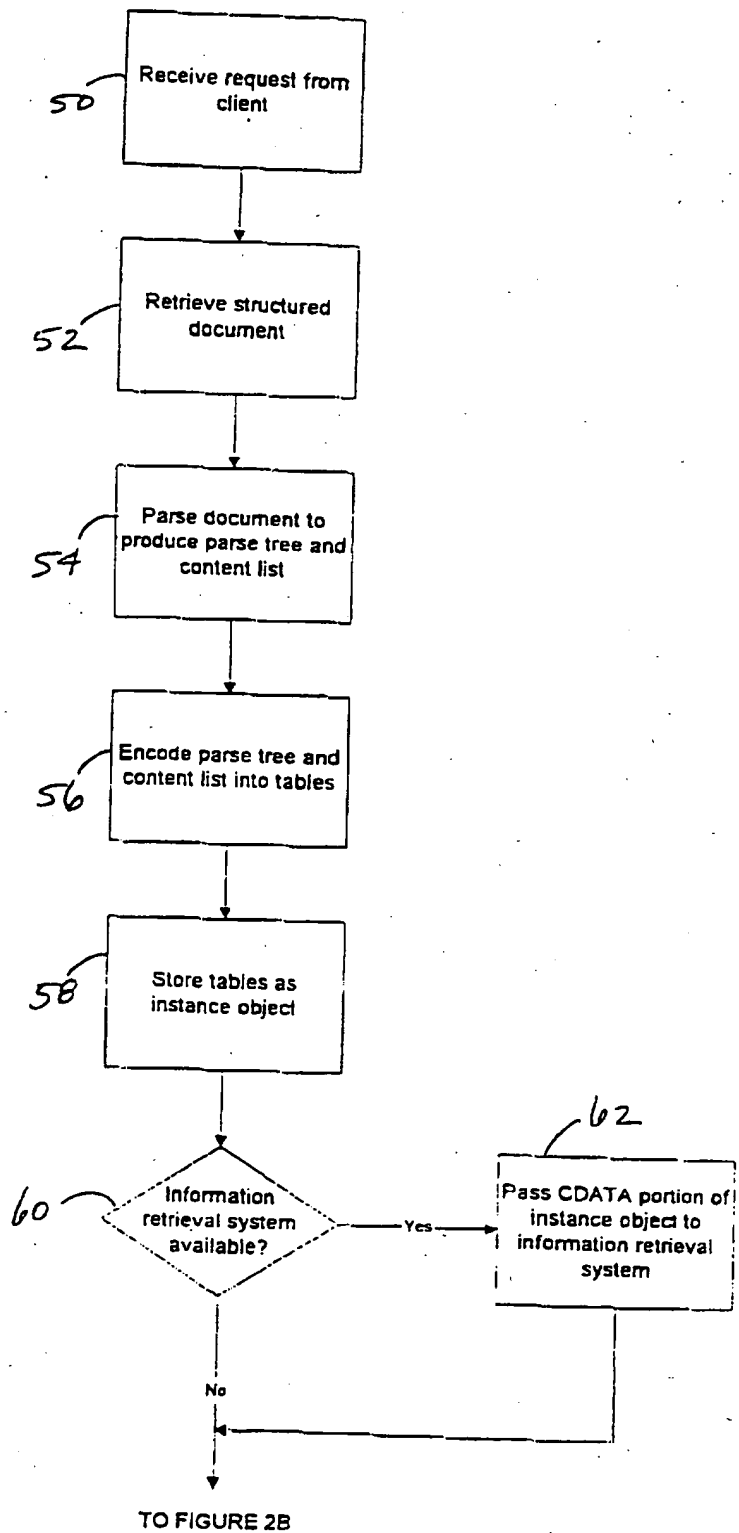 50
Receive request from
client
52
Retrieve structured
document
54
Parse document to
produce parse tree and
content list
56
Encode parse tree and
content list into tables
58
Store tables as
instance object
60
Information
retrieval system
available?
Yes
62
Pass CDATA portion of
instance object to
information retrieval
system
No
TO FIGURE 2B